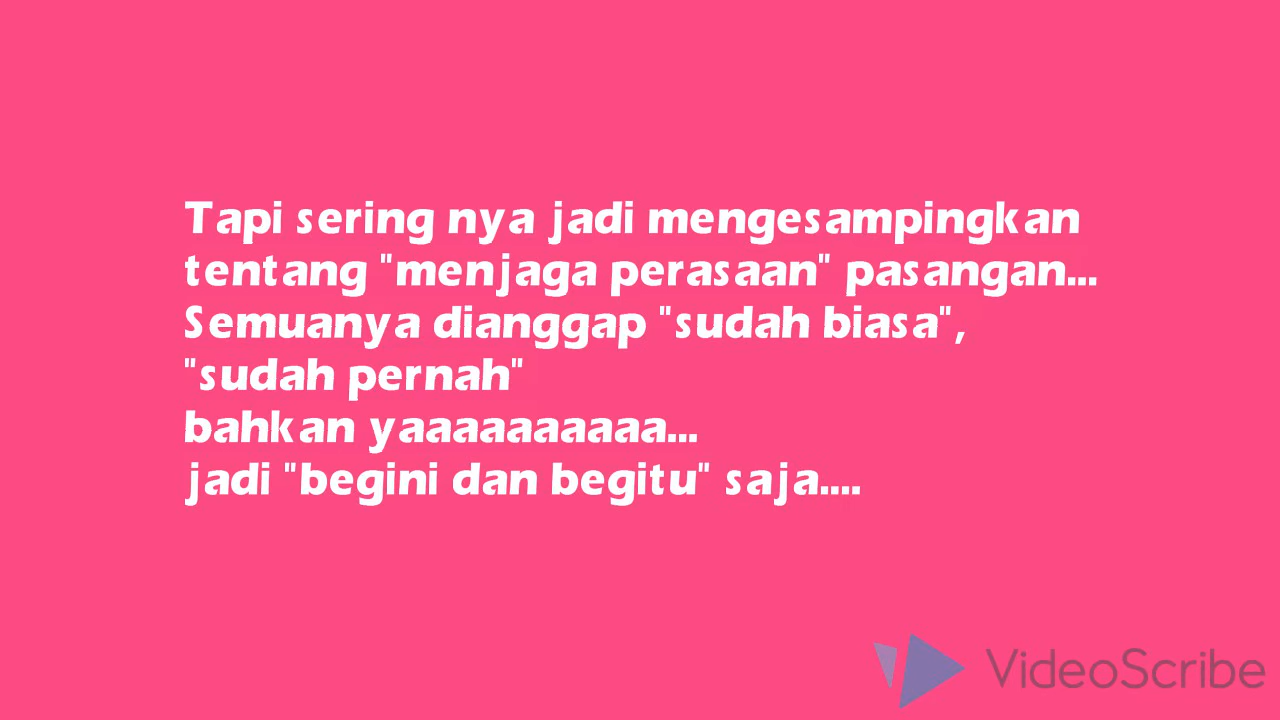 Tapi sering nya jadi mengesampingkan
tentang "menjaga perasaan" pasangan...
Semuanya dianggap "sudah biasa",
"sudah pernah"
bahkan yaaaaaaaaaa...
jadi "begini dan begitu" saja....
VideoScribe